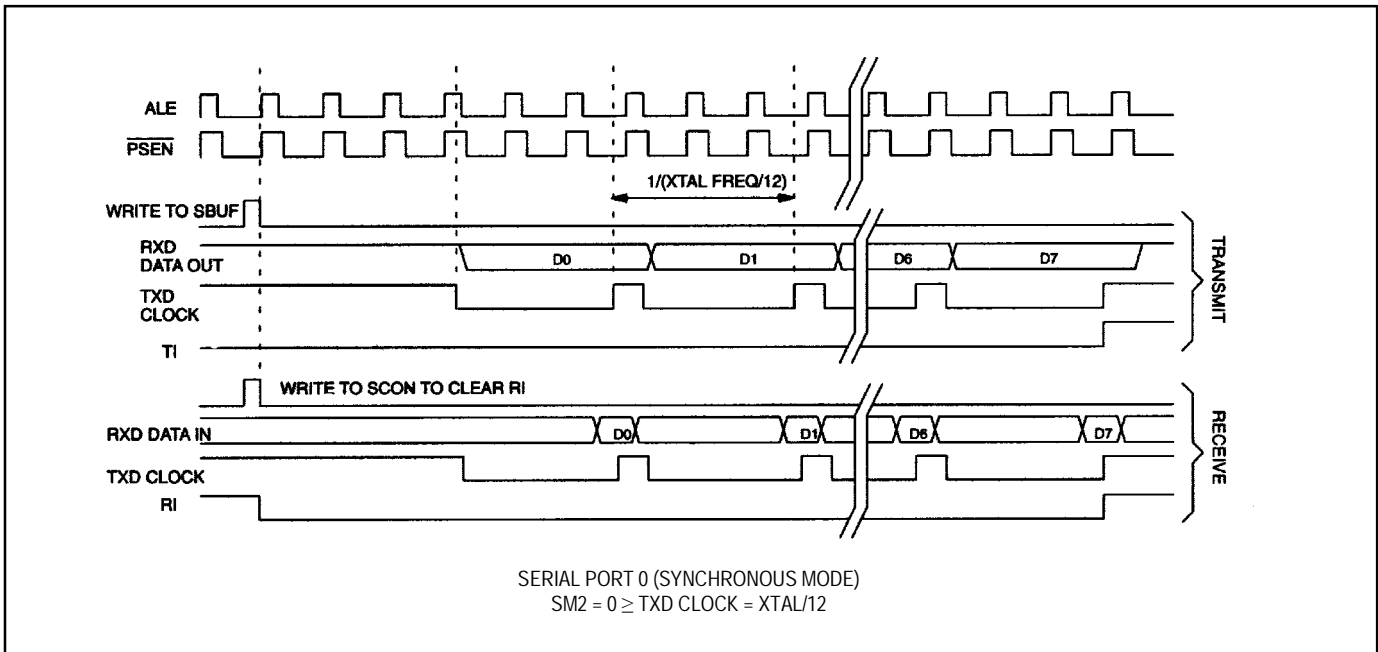 ALE
PSEN
1/(XTAL FREQ/12)
WRITE TO SBUF
RXD
DATA OUT
D0 D1 D6 D7
TXD
CLOCK
TI
TRANSMIT
WRITE TO SCON TO CLEAR RI
RXD DATA IN
D0 D1 D6 D7
TXD CLOCK
RI
RECEIVE
SERIAL PORT 0 (SYNCHRONOUS MODE)
SM2 = 0 ≥ TXD CLOCK = XTAL/12